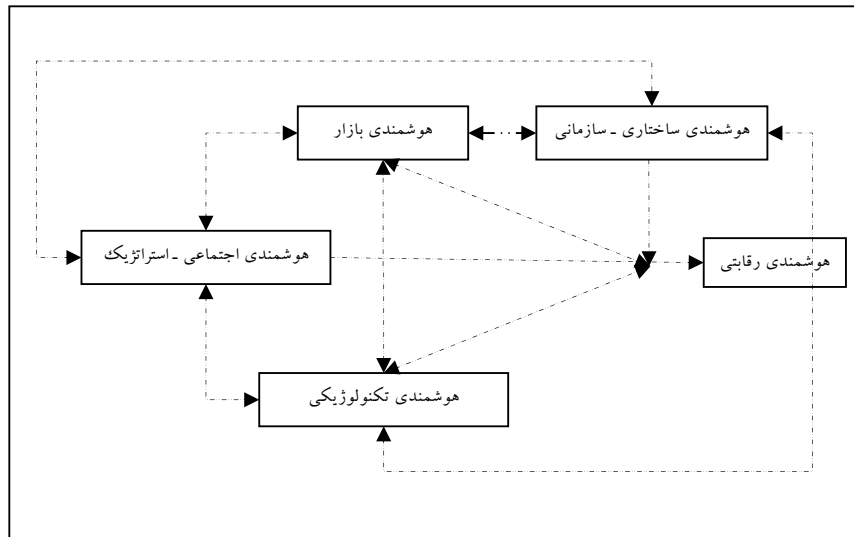 هوشمندی ساختاری ـ سازمانی
هوشمندی بازار
هوشمندی اجتماعی ـ استراتژیک
هوشمندی رقابتی
هوشمندی تکنولوژیکی